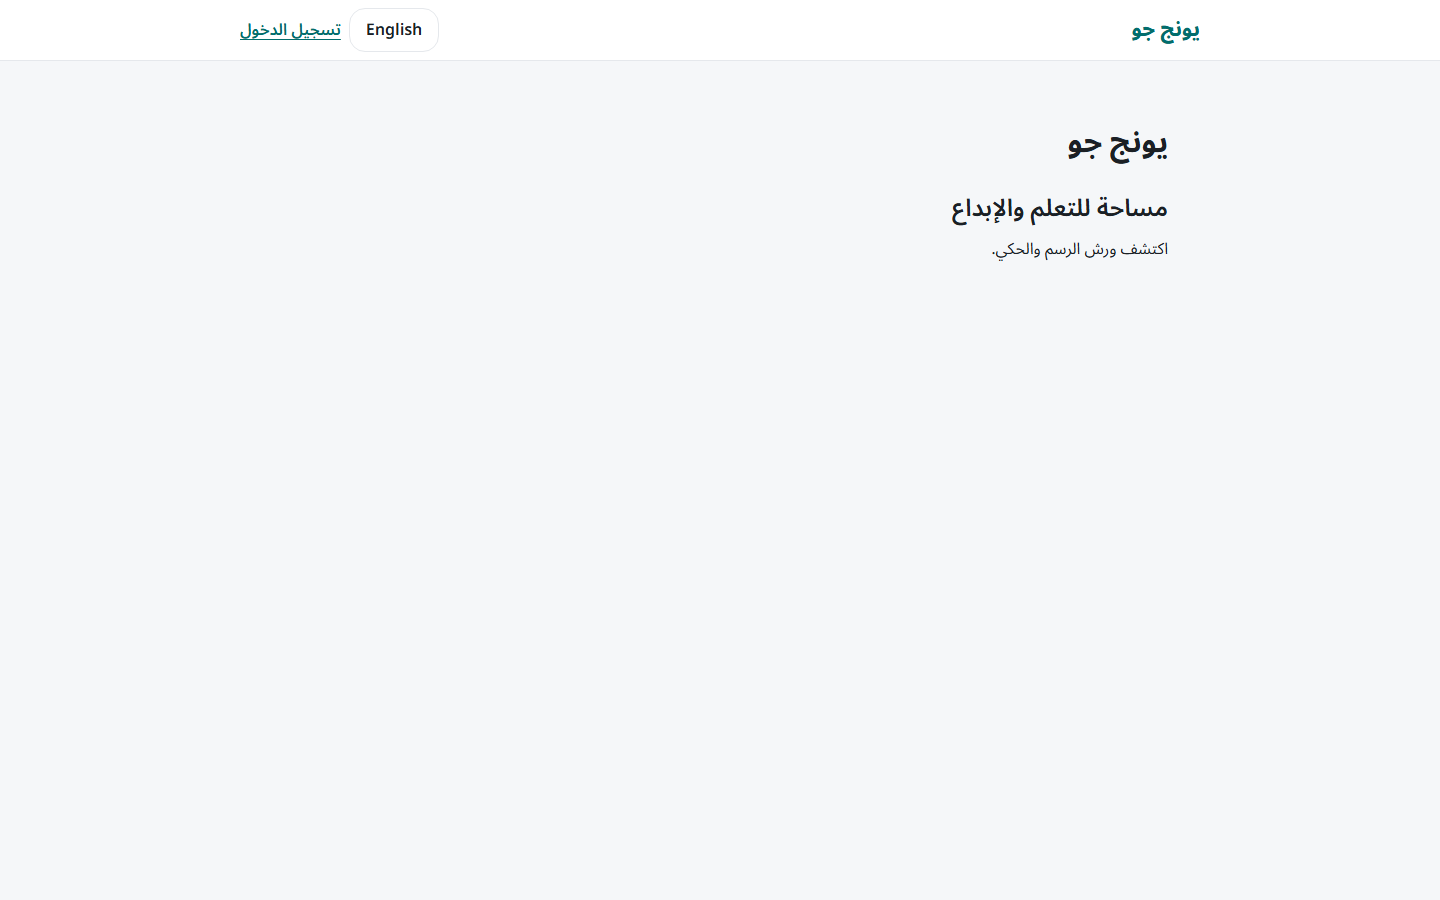 يونج جو
English
تسجيل الدخول
يونج جو
مساحة للتعلم والإبداع
اكتشف ورش الرسم والحكي.